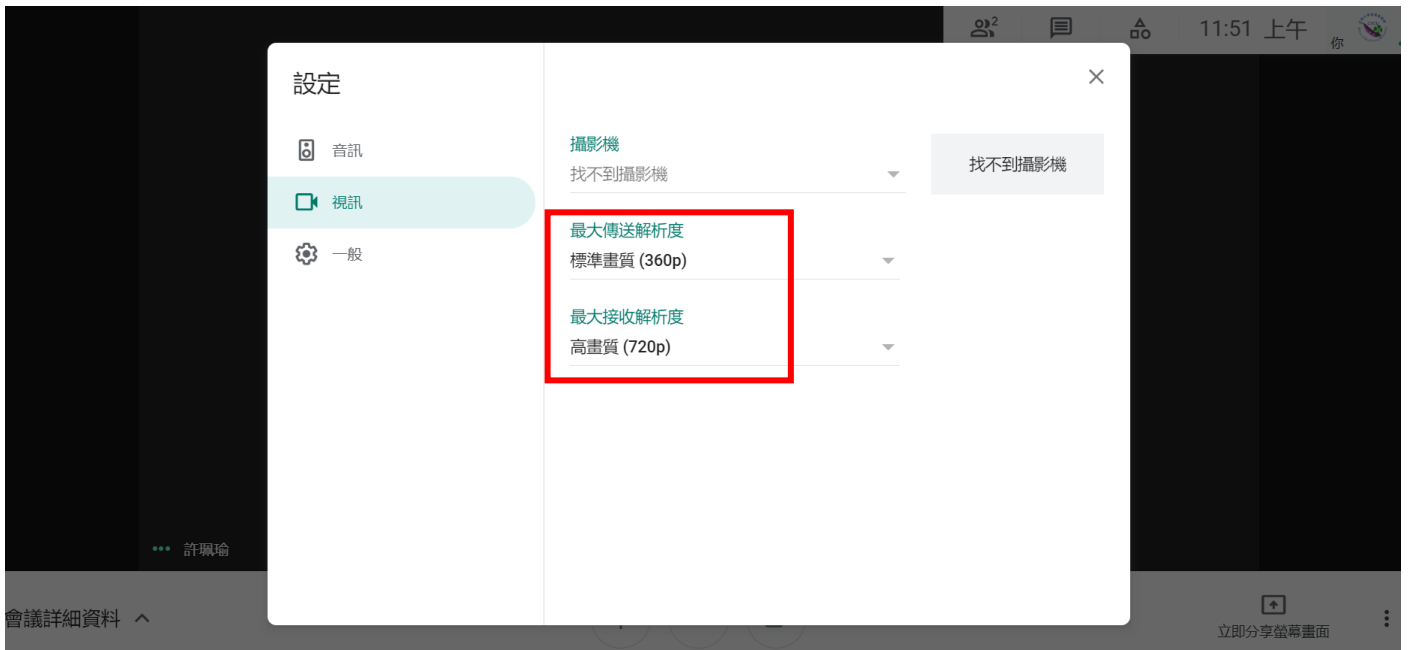 2
11:51 上午
你
設定
音訊
視訊
一般
攝影機
找不到攝影機
找不到攝影機
最大傳送解析度
標準畫質 (360p)
最大接收解析度
高畫質 (720p)
許珮瑜
會議詳細資料
立即分享螢幕畫面